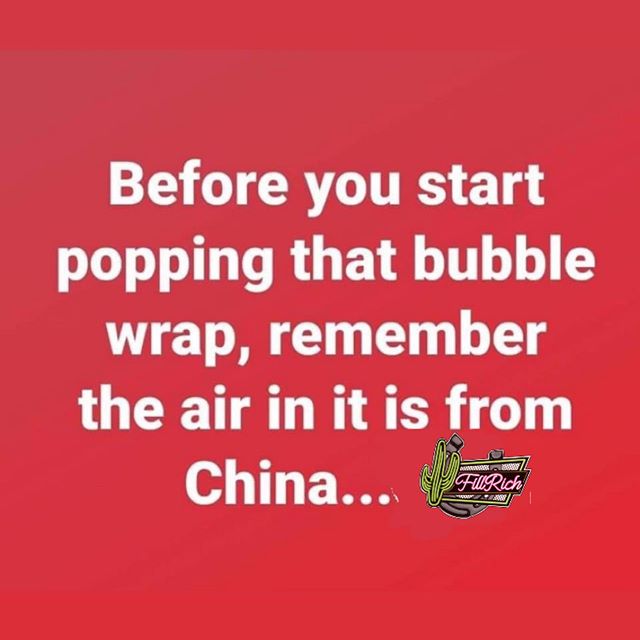 Before you start
popping that bubble
wrap, remember
the air in it is from
China...
FillRich